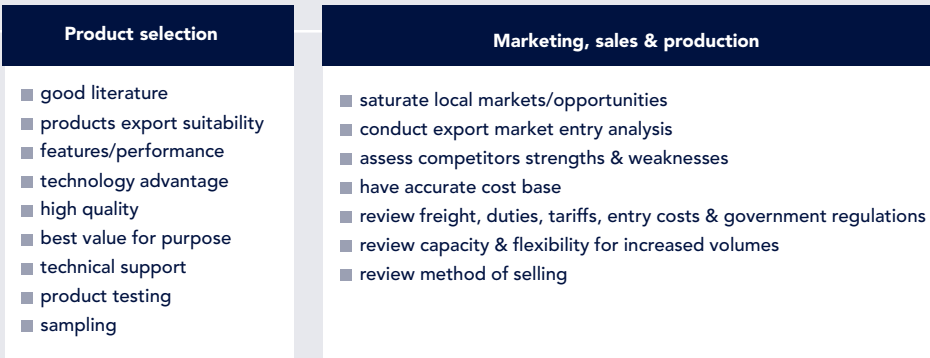 Product selection
good literature
products export suitability
features/performance
technology advantage
high quality
best value for purpose
technical support
product testing
sampling
Marketing, sales & production
saturate local markets/opportunities
conduct export market entry analysis
assess competitors strengths & weaknesses
have accurate cost base
review freight, duties, tariffs, entry costs & government regulations
review capacity & flexibility for increased volumes
review method of selling